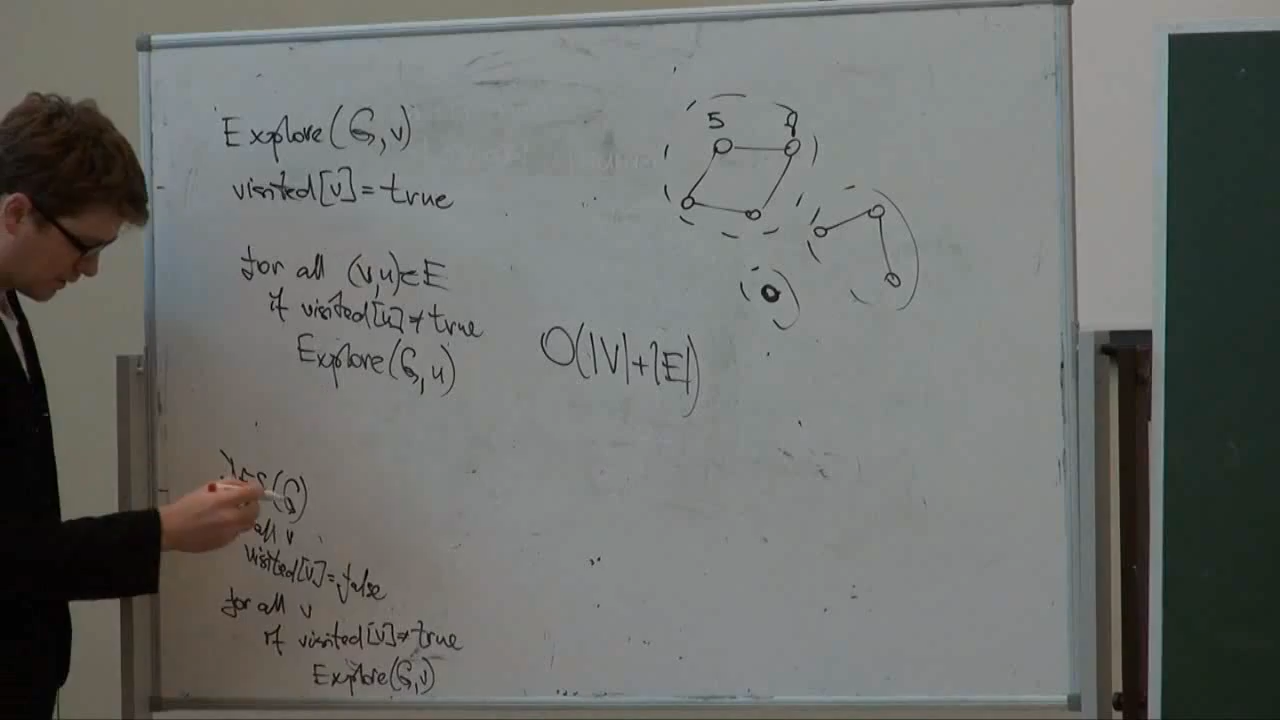 Explore(G,v)
visited[v]=true
for all (v,u)∈E
if visited[u]≠true
Explore(G,u)
O(|V|+|E|)
5
DFS(G)
all v
visited[v]=false
for all v
if visited[v]≠true
Explore(G,v)